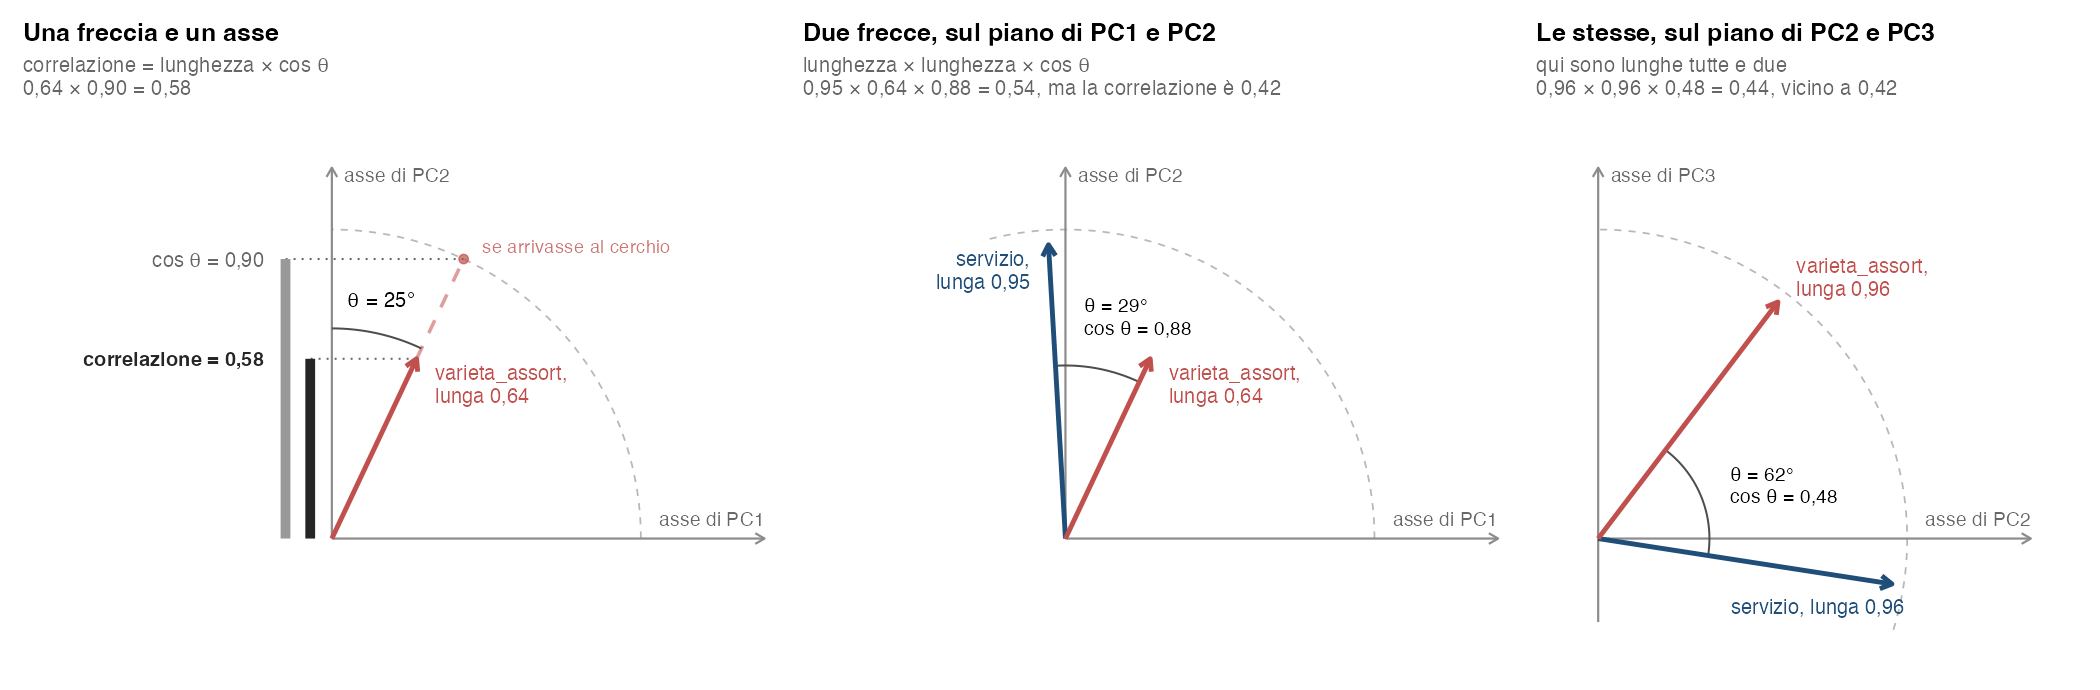 Una freccia e un asse
correlazione = lunghezza × cos θ
0,64 × 0,90 = 0,58
asse di PC2
cos θ = 0,90
se arrivasse al cerchio
θ = 25°
correlazione = 0,58
varieta_assort,
lunga 0,64
asse di PC1
Due frecce, sul piano di PC1 e PC2
lunghezza × lunghezza × cos θ
0,95 × 0,64 × 0,88 = 0,54, ma la correlazione è 0,42
asse di PC2
servizio,
lunga 0,95
θ = 29°
cos θ = 0,88
varieta_assort,
lunga 0,64
asse di PC1
Le stesse, sul piano di PC2 e PC3
qui sono lunghe tutte e due
0,96 × 0,96 × 0,48 = 0,44, vicino a 0,42
asse di PC3
varieta_assort,
lunga 0,96
θ = 62°
cos θ = 0,48
asse di PC2
servizio, lunga 0,96